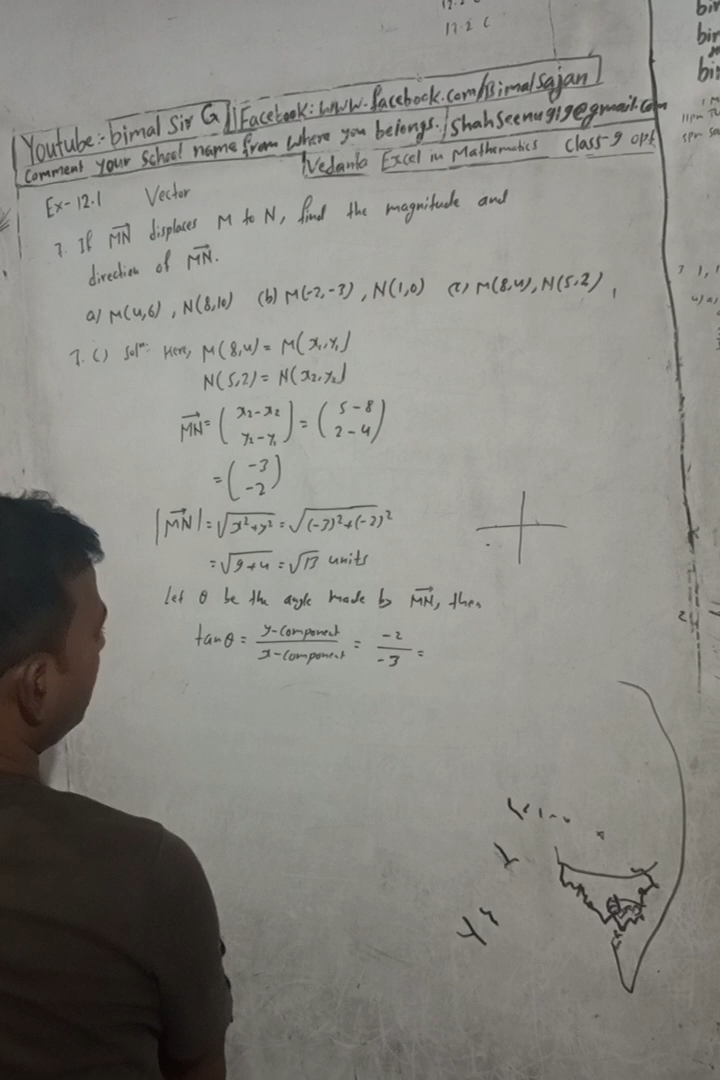 17.2 C
Youtube:- bimal Sir G || Facebook: www.facebook.com/Bimalsajan
Comment your School name from where you belongs. | shahseenu919@gmail.com
Vedanta Excel in Mathematics class-9 opt
Ex-12.1 Vector
7. If MN→ displaces M to N, find the magnitude and
direction of MN→.
a) M(4,6), N(8,10) (b) M(-2,-3), N(1,0) (c) M(8,4), N(5,2)
7. c) Solⁿ: Here, M(8,4) = M(x₁,y₁)
N(5,2) = N(x₂,y₂)
MN→ = (x₂-x₂ y₂-y₁) = (5-8 2-4)
= (-3 -2)
|MN→| = √x²+y² = √(-3)²+(-2)²
= √9+4 = √13 units
Let θ be the angle made by MN→, then
tanθ = y-component/x-component = -2/-3 =